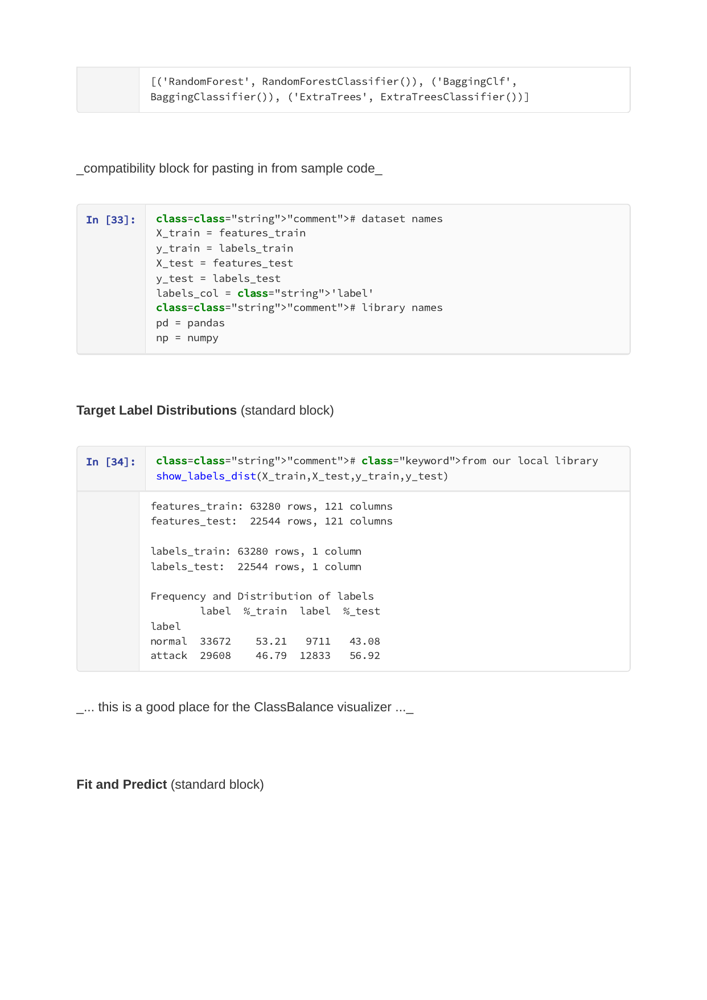 [('RandomForest', RandomForestClassifier()), ('BaggingClf',
BaggingClassifier()), ('ExtraTrees', ExtraTreesClassifier())]
_compatibility block for pasting in from sample code_
In [33]:
class=class="string">"comment"># dataset names
X_train = features_train
y_train = labels_train
X_test = features_test
y_test = labels_test
labels_col = class="string">'label'
class=class="string">"comment"># library names
pd = pandas
np = numpy
Target Label Distributions (standard block)
In [34]:
class=class="string">"comment"># class="keyword">from our local library
show_labels_dist(X_train,X_test,y_train,y_test)
features_train: 63280 rows, 121 columns
features_test:  22544 rows, 121 columns
labels_train: 63280 rows, 1 column
labels_test:  22544 rows, 1 column
Frequency and Distribution of labels
        label  %_train  label  %_test
label
normal  33672    53.21   9711   43.08
attack  29608    46.79  12833   56.92
_... this is a good place for the ClassBalance visualizer ..._
Fit and Predict (standard block)